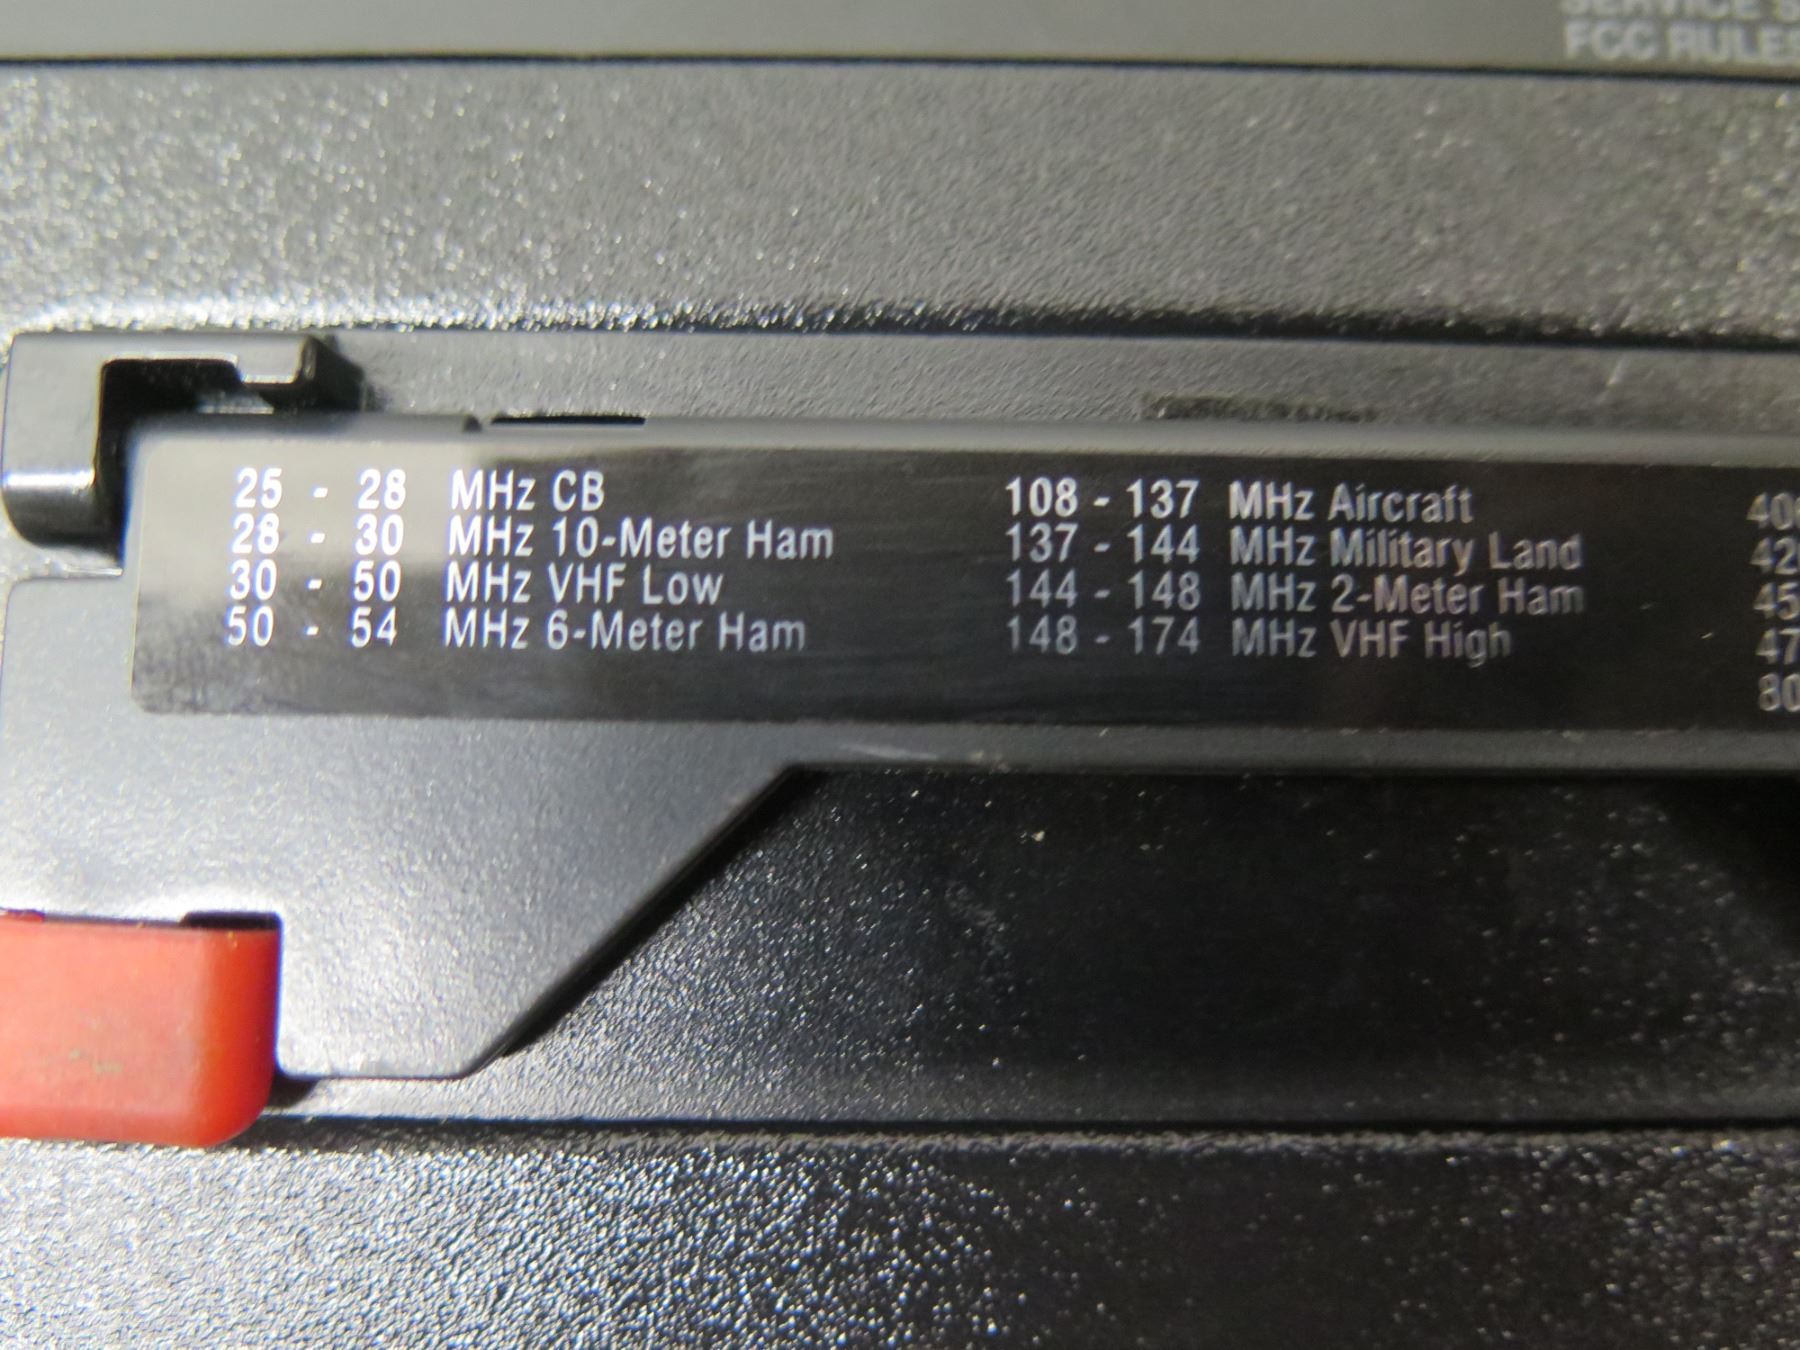 SERVICE
FCC RULES
25 - 28 MHz CB
28 - 30 MHz 10-Meter Ham
30 - 50 MHz VHF Low
50 - 54 MHz 6-Meter Ham
108 - 137 MHz Aircraft
137 - 144 MHz Military Land
144 - 148 MHz 2-Meter Ham
148 - 174 MHz VHF High